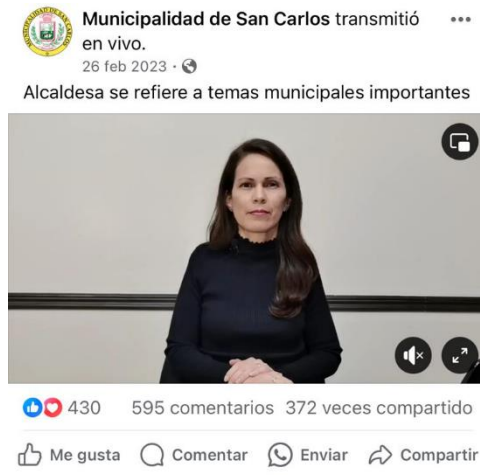 Municipalidad de San Carlos transmitió
en vivo.
26 feb 2023 ·
Alcaldesa se refiere a temas municipales importantes
430 595 comentarios 372 veces compartido
Me gusta Comentar Enviar Compartir